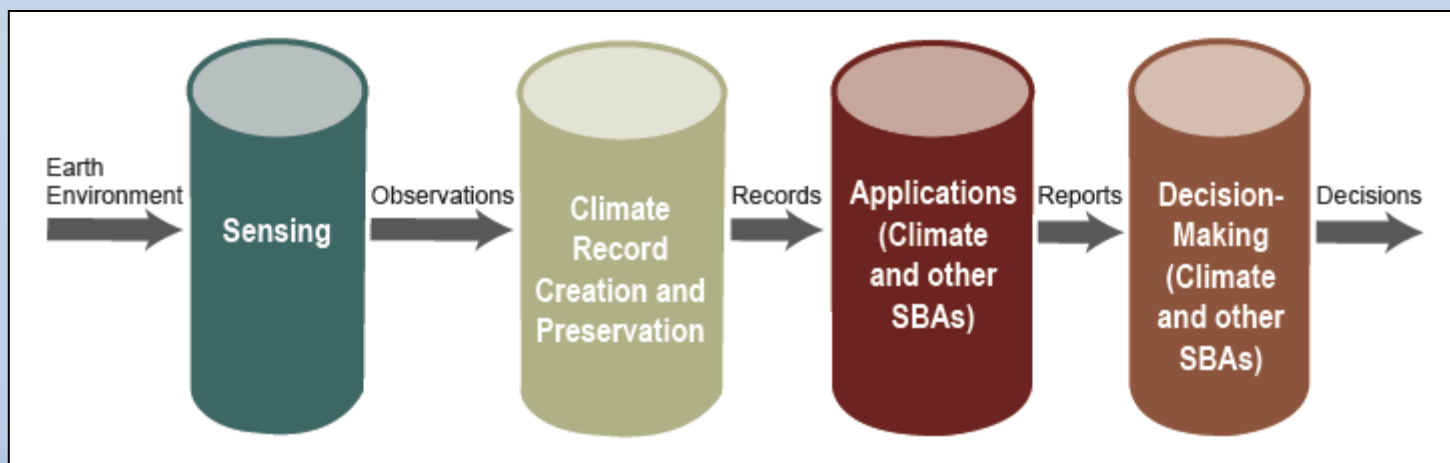 Earth
Environment
Sensing
Observations
Climate
Record
Creation and
Preservation
Records
Applications
(Climate
and other
SBAs)
Reports
Decision-
Making
(Climate
and other
SBAs)
Decisions